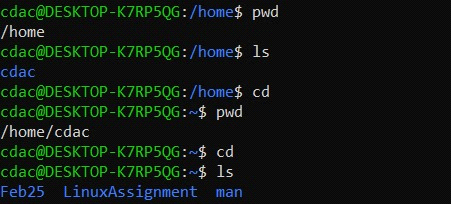 cdac@DESKTOP-K7RP5QG:/home$ pwd
/home
cdac@DESKTOP-K7RP5QG:/home$ ls
cdac
cdac@DESKTOP-K7RP5QG:/home$ cd
cdac@DESKTOP-K7RP5QG:~$ pwd
/home/cdac
cdac@DESKTOP-K7RP5QG:~$ cd
cdac@DESKTOP-K7RP5QG:~$ ls
Feb25  LinuxAssignment  man